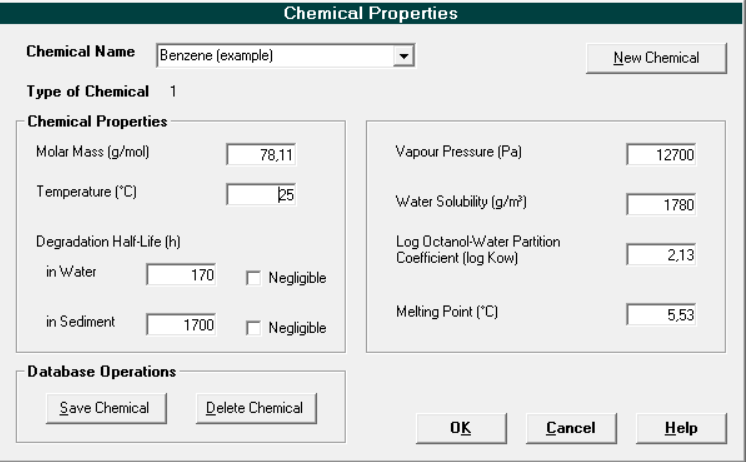 Chemical Properties
Chemical Name
Benzene (example)
New Chemical
Type of Chemical 1
Chemical Properties
Molar Mass (g/mol) 78,11
Temperature (°C) 25
Degradation Half-Life (h)
in Water 170 Negligible
in Sediment 1700 Negligible
Vapour Pressure (Pa) 12700
Water Solubility (g/m³) 1780
Log Octanol-Water Partition
Coefficient (log Kow) 2,13
Melting Point (°C) 5,53
Database Operations
Save Chemical Delete Chemical
OK Cancel Help